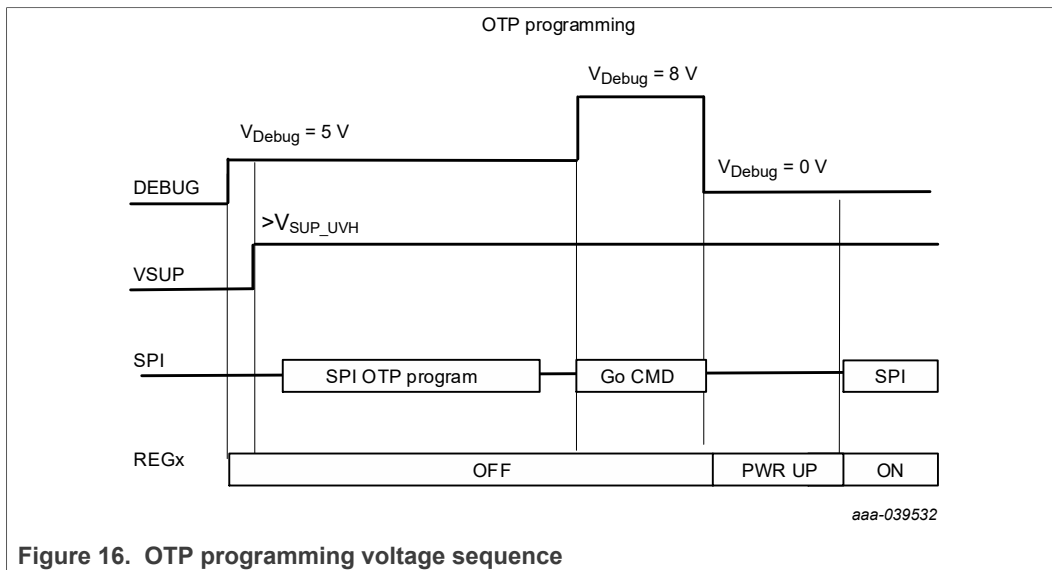 OTP programming
V_Debug = 8 V
V_Debug = 5 V
V_Debug = 0 V
DEBUG
>V_SUP_UVH
VSUP
SPI
SPI OTP program
Go CMD
SPI
REGx
OFF
PWR UP
ON
aaa-039532
Figure 16. OTP programming voltage sequence